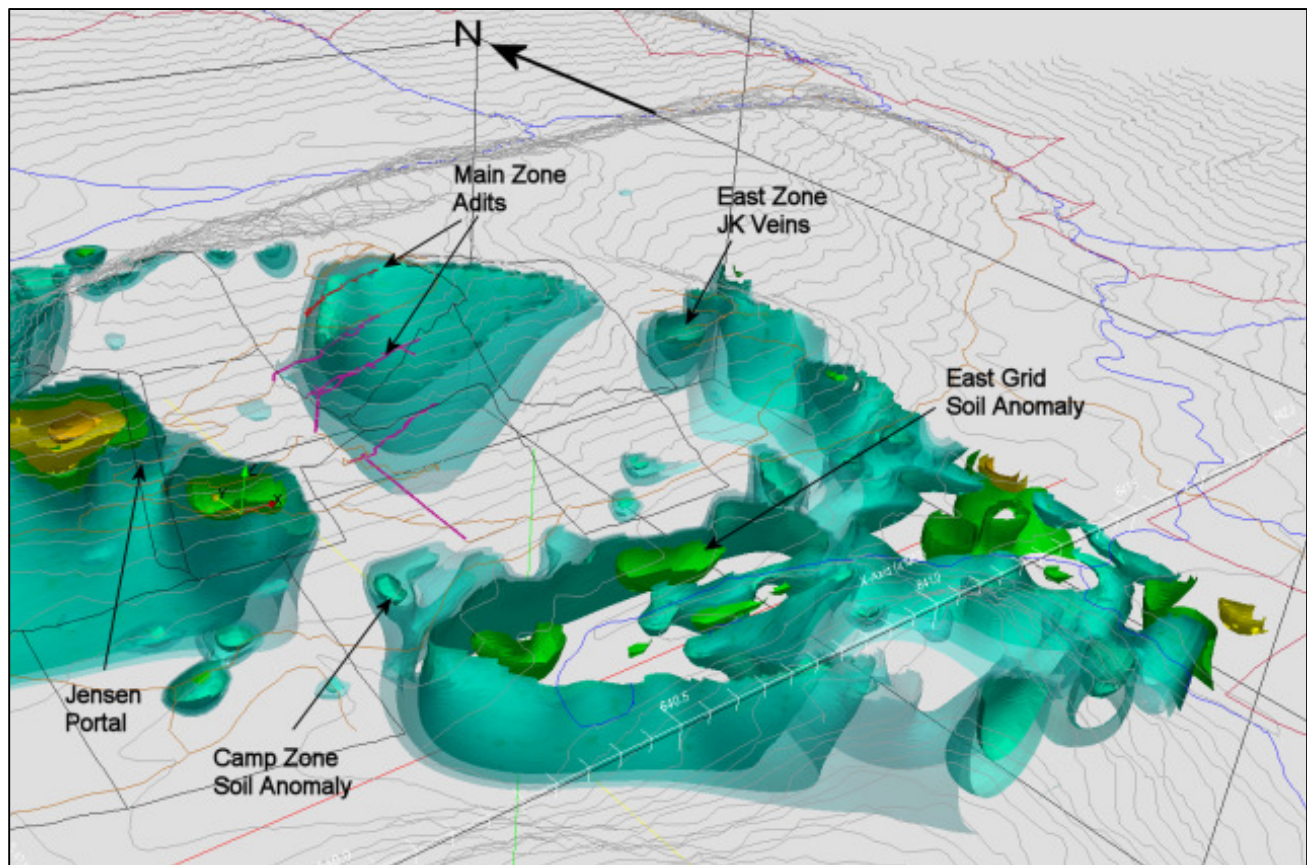 N
Main Zone
Adits
East Zone
JK Veins
East Grid
Soil Anomaly
Jensen
Portal
Camp Zone
Soil Anomaly
640.5
X